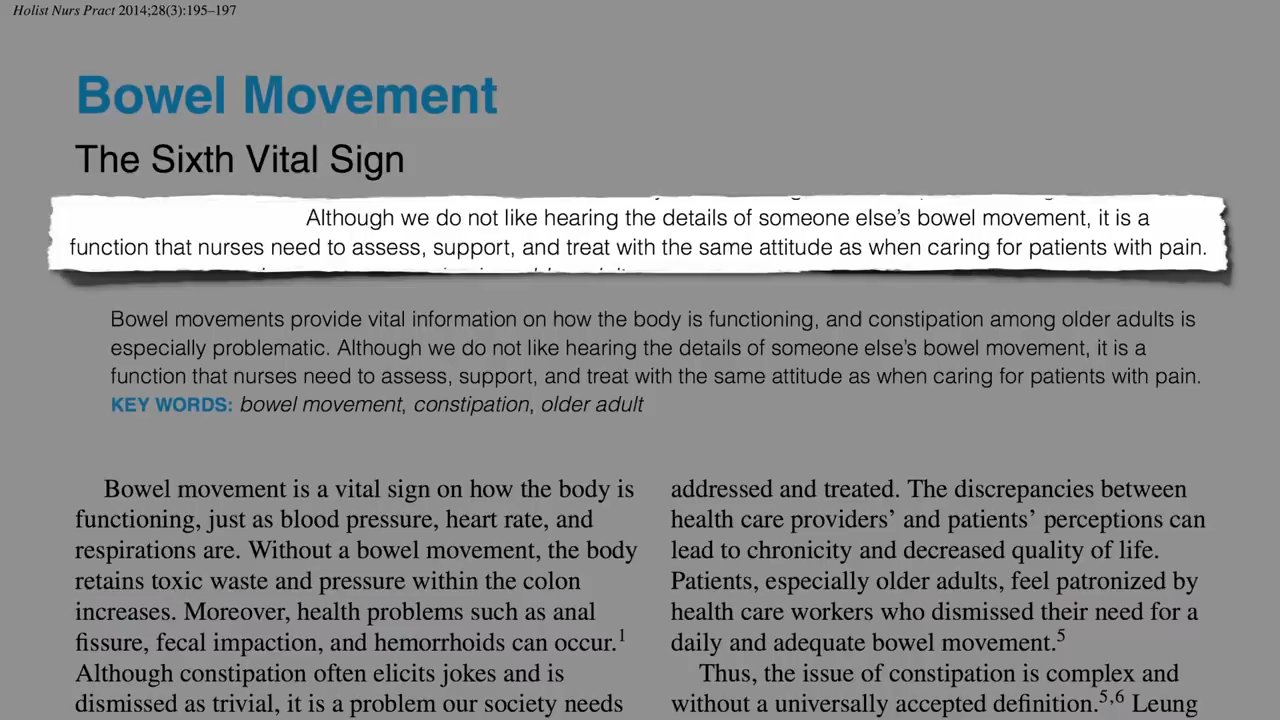 Holist Nurs Pract 2014;28(3):195–197
Bowel Movement
The Sixth Vital Sign
Although we do not like hearing the details of someone else’s bowel movement, it is a
function that nurses need to assess, support, and treat with the same attitude as when caring for patients with pain.
Bowel movements provide vital information on how the body is functioning, and constipation among older adults is
especially problematic. Although we do not like hearing the details of someone else’s bowel movement, it is a
function that nurses need to assess, support, and treat with the same attitude as when caring for patients with pain.
KEY WORDS: bowel movement, constipation, older adult
Bowel movement is a vital sign on how the body is
functioning, just as blood pressure, heart rate, and
respirations are. Without a bowel movement, the body
retains toxic waste and pressure within the colon
increases. Moreover, health problems such as anal
fissure, fecal impaction, and hemorrhoids can occur.1
Although constipation often elicits jokes and is
dismissed as trivial, it is a problem our society needs
addressed and treated. The discrepancies between
health care providers’ and patients’ perceptions can
lead to chronicity and decreased quality of life.
Patients, especially older adults, feel patronized by
health care workers who dismissed their need for a
daily and adequate bowel movement.5
Thus, the issue of constipation is complex and
without a universally accepted definition.5,6 Leung